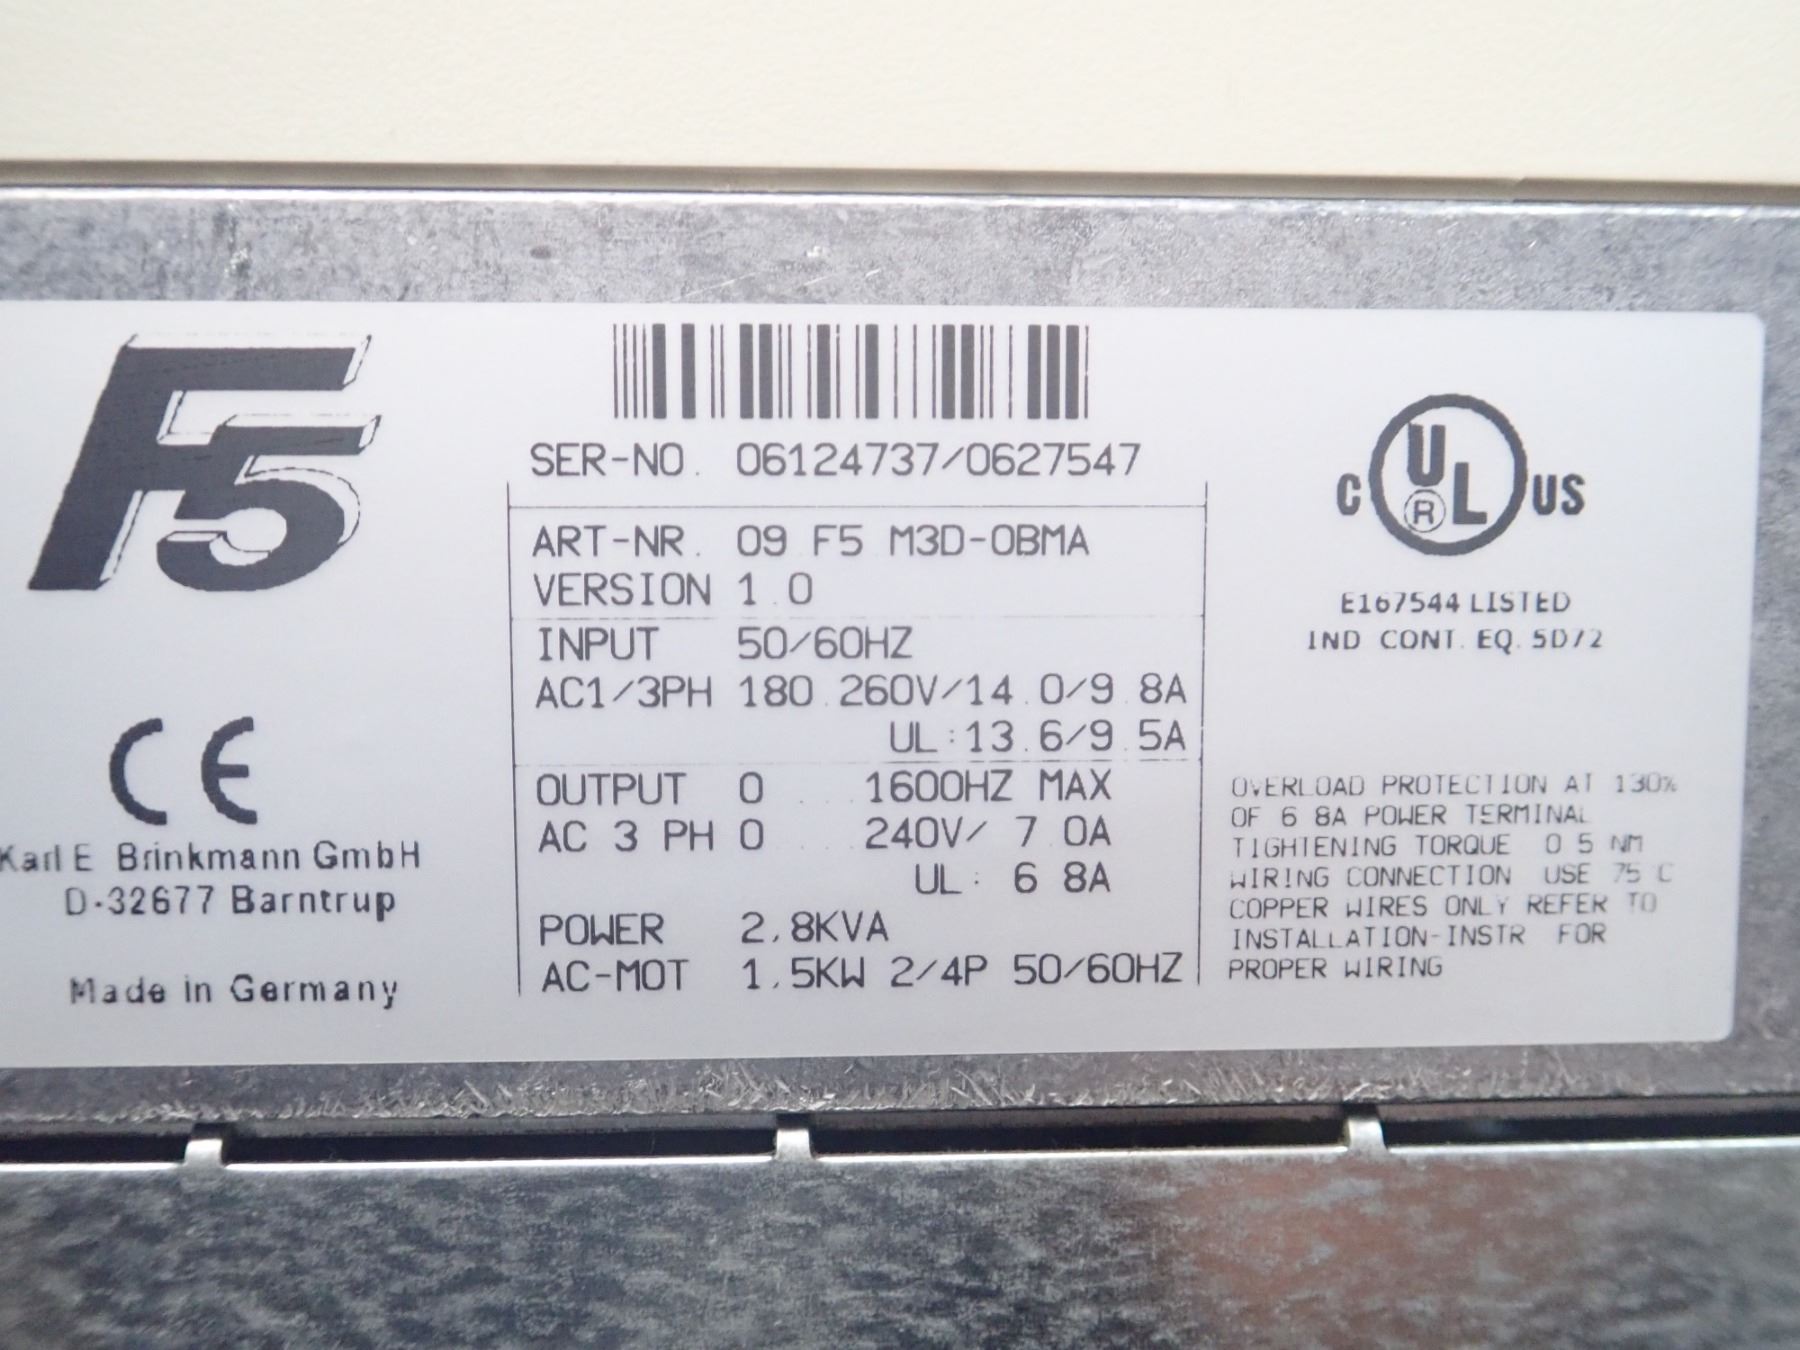 F5
SER-NO. 06124737/0627547
ART-NR. 09.F5.M3D-0BMA
VERSION 1.0
INPUT 50/60HZ
AC1/3PH 180.260V/14.0/9.8A
UL:13.6/9.5A
OUTPUT 0 ... 1600HZ MAX
AC 3 PH 0 240V/ 7.0A
UL: 6.8A
POWER 2,8KVA
AC-MOT 1,5KW 2/4P 50/60HZ
CE
Karl E. Brinkmann GmbH
D-32677 Barntrup
Made in Germany
C UL US
®
E167544 LISTED
IND. CONT. EQ. 5D72
OVERLOAD PROTECTION AT 130%
OF 6.8A POWER TERMINAL
TIGHTENING TORQUE 0.5 NM
WIRING CONNECTION USE 75 C
COPPER WIRES ONLY REFER TO
INSTALLATION-INSTR. FOR
PROPER WIRING